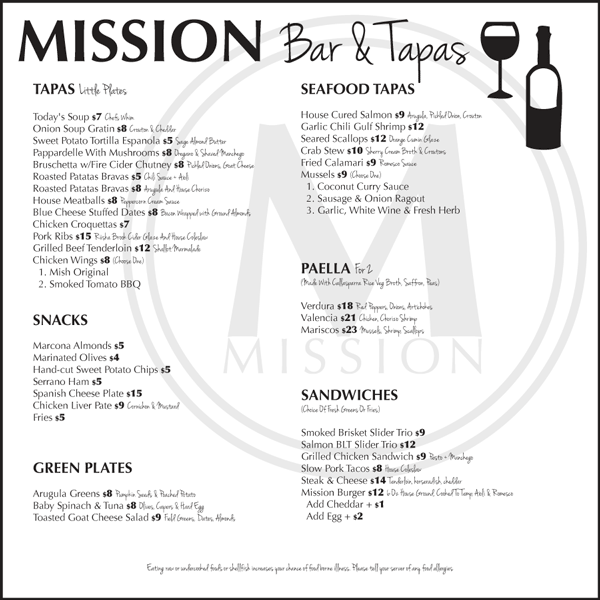 MISSION Bar & Tapas
TAPAS Little Plates
Today's Soup $7 Chefs Whim
Onion Soup Gratin $8 Crouton & Cheddar
Sweet Potato Tortilla Espanola $5 Sage Almond Butter
Pappardelle With Mushrooms $8 Oregano & Shaved Manchego
Bruschetta w/Fire Cider Chutney $8 Pickled Onions, Goat Cheese
Roasted Patatas Bravas $5 Chili Sauce + Aioli
Roasted Patatas Bravas $8 Arugula And House Chorizo
House Meatballs $8 Peppercorn Cream Sauce
Blue Cheese Stuffed Dates $8 Bacon Wrapped with Ground Almonds
Chicken Croquettas $7
Pork Ribs $15 Cider Glaze And House Coleslaw
Grilled Beef Tenderloin $12 Shallot Marmalade
Chicken Wings $8 (Choose One)
1. Mish Original
2. Smoked Tomato BBQ
SNACKS
Marcona Almonds $5
Marinated Olives $4
Hand-cut Sweet Potato Chips $5
Serrano Ham $5
Spanish Cheese Plate $15
Chicken Liver Pate $9 Cornichon & Mustard
Fries $5
GREEN PLATES
Arugula Greens $8 Pumpkin Seeds & Poached Potato
Baby Spinach & Tuna $8 Olives, Capers & Hard Egg
Toasted Goat Cheese Salad $9 Field Greens, Dates, Almonds
SEAFOOD TAPAS
House Cured Salmon $9 Arugula, Pickled Onion, Crouton
Garlic Chili Gulf Shrimp $12
Seared Scallops $12 Orange Cumin Glaze
Crab Stew $10 Sherry Cream Broth & Croutons
Fried Calamari $9 Romesco Sauce
Mussels $9 (Choose One)
1. Coconut Curry Sauce
2. Sausage & Onion Ragout
3. Garlic, White Wine & Fresh Herb
PAELLA For 2
(Made With Callasparra Rice Veg Broth, Saffron, Peas)
Verdura $18 Red Peppers, Onions, Artichokes
Valencia $21 Chicken, Chorizo Shrimp
Mariscos $23 Mussels, Shrimp, Scallops
SANDWICHES
(Choice Of Fresh Greens Or Fries)
Smoked Brisket Slider Trio $9
Salmon BLT Slider Trio $12
Grilled Chicken Sandwich $9 Pesto + Manchego
Slow Pork Tacos $8 House Coleslaw
Steak & Cheese $14 Tenderloin, horseradish, cheddar
Mission Burger $12 6 Oz House Ground, Cooked To Temp, Aioli & Romesco
Add Cheddar + $1
Add Egg + $2
M
MISSION
Eating raw or undercooked foods or shellfish increases your chance of food borne illness. Please tell your server of any food allergies